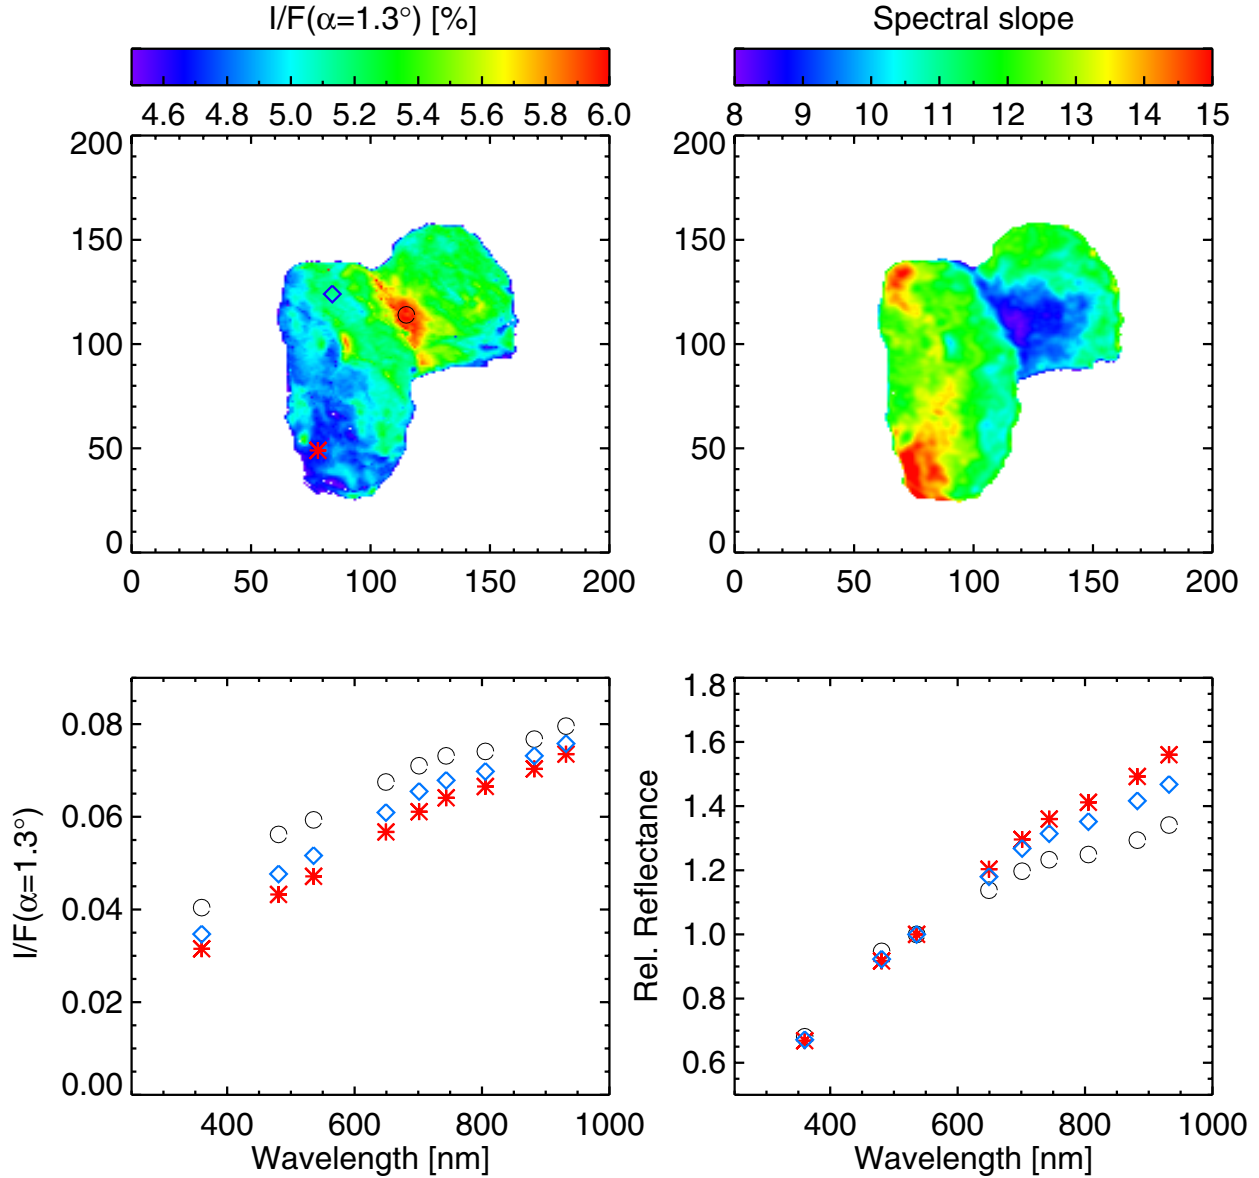 I/F(α=1.3°) [%]
Spectral slope
4.6 4.8 5.0 5.2 5.4 5.6 5.8 6.0
8 9 10 11 12 13 14 15
200
150
100
50
0
0 50 100 150 200
200
150
100
50
0
0 50 100 150 200
I/F(α=1.3°)
0.08
0.06
0.04
0.02
0.00
400 600 800 1000
Wavelength [nm]
Rel. Reflectance
1.8
1.6
1.4
1.2
1.0
0.8
0.6
400 600 800 1000
Wavelength [nm]